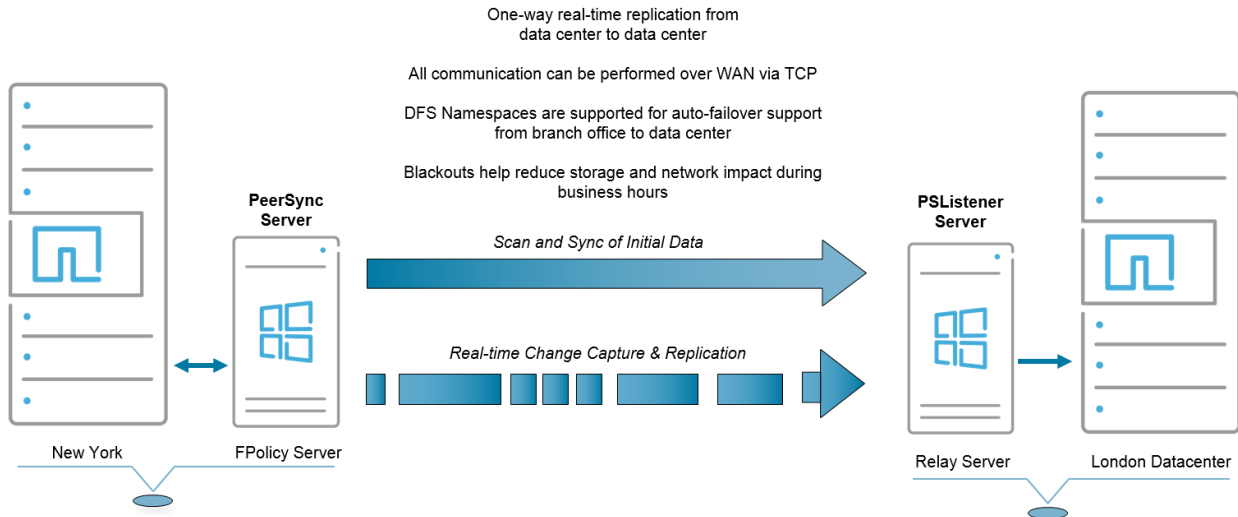 One-way real-time replication from
data center to data center
All communication can be performed over WAN via TCP
DFS Namespaces are supported for auto-failover support
from branch office to data center
Blackouts help reduce storage and network impact during
business hours
PeerSync
Server
PSListener
Server
Scan and Sync of Initial Data
Real-time Change Capture & Replication
New York
FPolicy Server
Relay Server
London Datacenter